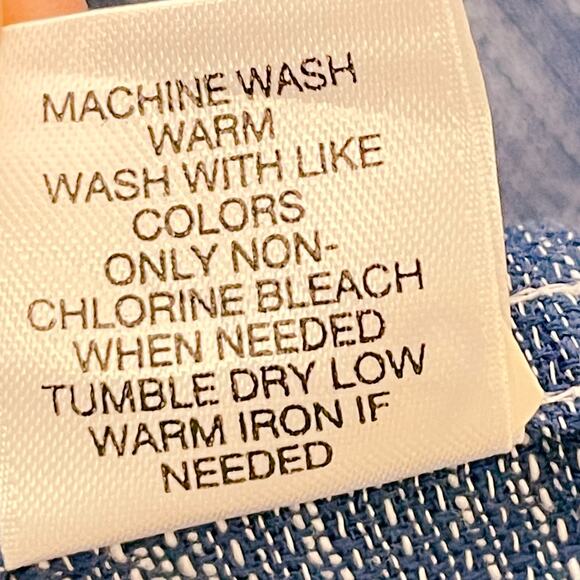 MACHINE WASH
WARM
WASH WITH LIKE
COLORS
ONLY NON-
CHLORINE BLEACH
WHEN NEEDED
TUMBLE DRY LOW
WARM IRON IF
NEEDED